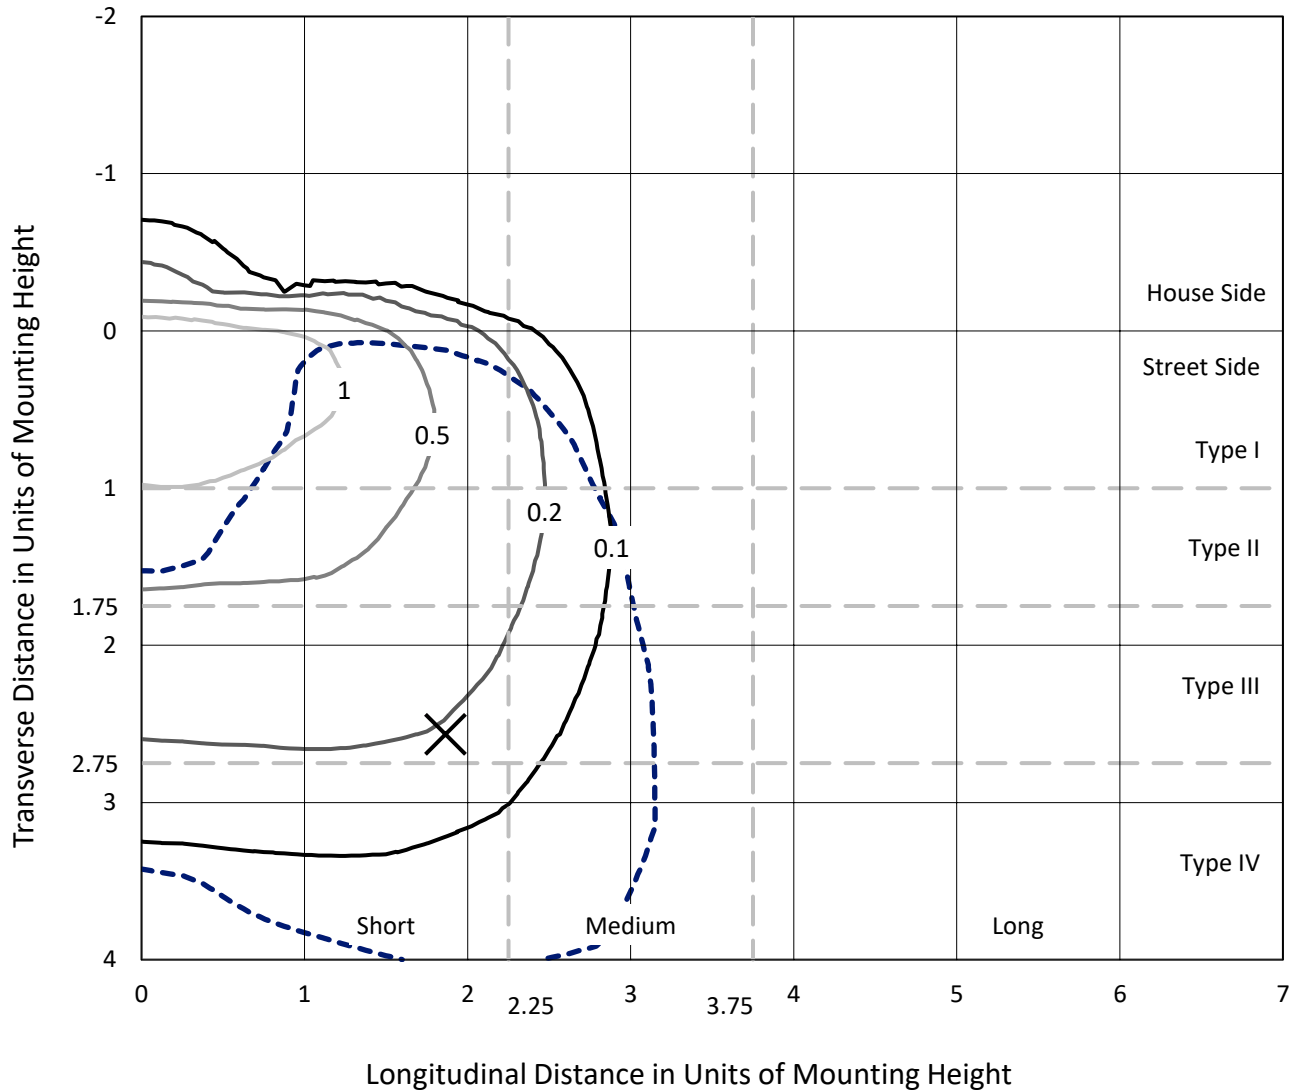 -2
-1
0
1
1.75
2
2.75
3
4
Transverse Distance in Units of Mounting Height
House Side
Street Side
Type I
Type II
Type III
Type IV
1
0.5
0.2
0.1
Short
Medium
Long
0
1
2
2.25
3
3.75
4
5
6
7
Longitudinal Distance in Units of Mounting Height